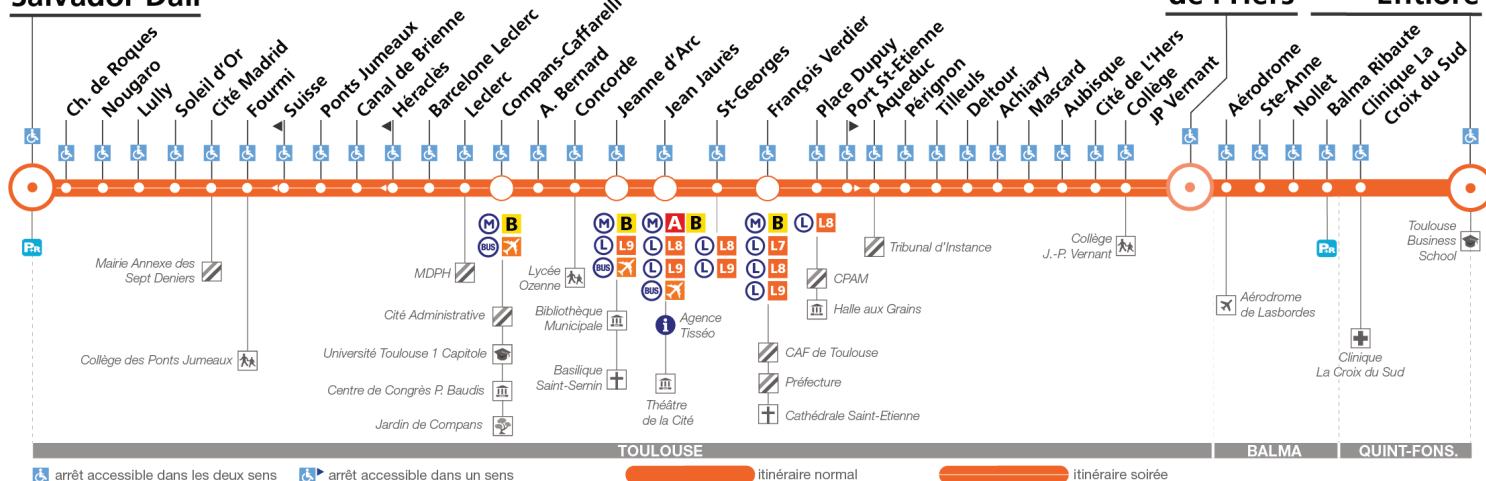 Salvador Dali
de l'Hers
Entiore
Ch. de Roques
Nougaro
Lully
Soleil d'Or
Cité Madrid
Fourmi
Suisse
Ponts Jumeaux
Canal de Brienne
Héraclès
Barcelone Leclerc
Leclerc
Compans-Caffarelli
A. Bernard
Concorde
Jeanne d'Arc
Jean Jaurès
St-Georges
François Verdier
Place Dupuy
Port St-Etienne
Aqueduc
Pérignon
Tilleuls
Deltour
Achiary
Mascard
Aubisque
Cité de L'Hers
Collège
JP Vernant
Aérodrome
Ste-Anne
Nollet
Balma Ribaute
Clinique La
Croix du Sud
P+R
Mairie Annexe des
Sept Deniers
Collège des Ponts Jumeaux
MDPH
M B
BUS
Cité Administrative
Université Toulouse 1 Capitole
Centre de Congrès P. Baudis
Jardin de Compans
Lycée
Ozenne
M B
L L9
BUS
Bibliothèque
Municipale
Basilique
Saint-Sernin
M A B
L L8
L L9
BUS
i
Agence
Tisséo
Théâtre
de la Cité
L L8
L L9
M B
L L7
L L8
L L9
CAF de Toulouse
Préfecture
Cathédrale Saint-Etienne
L L8
CPAM
Halle aux Grains
Tribunal d'Instance
Collège
J.-P. Vernant
Aérodrome
de Lasbordes
P+R
Clinique
La Croix du Sud
Toulouse
Business
School
TOULOUSE
BALMA
QUINT-FONS.
arrêt accessible dans les deux sens
arrêt accessible dans un sens
itinéraire normal
itinéraire soirée